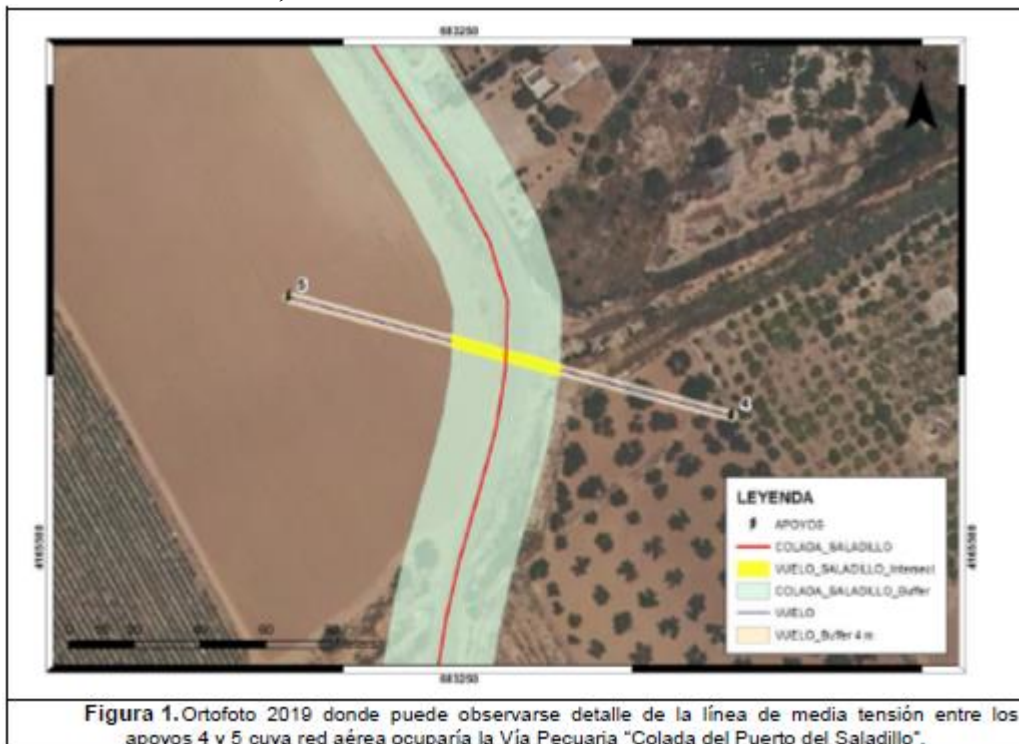 683250
N
5
4
4165500
4165500
LEYENDA
APOYOS
COLADA_SALADILLO
VUELO_SALADILLO_Intersect
COLADA_SALADILLO_Buffer
VUELO
VUELO_Buffer 4 m
683250
Figura 1. Ortofoto 2019 donde puede observarse detalle de la línea de media tensión entre los
apoyos 4 y 5 cuya red aérea ocuparía la Vía Pecuaria "Colada del Puerto del Saladillo".